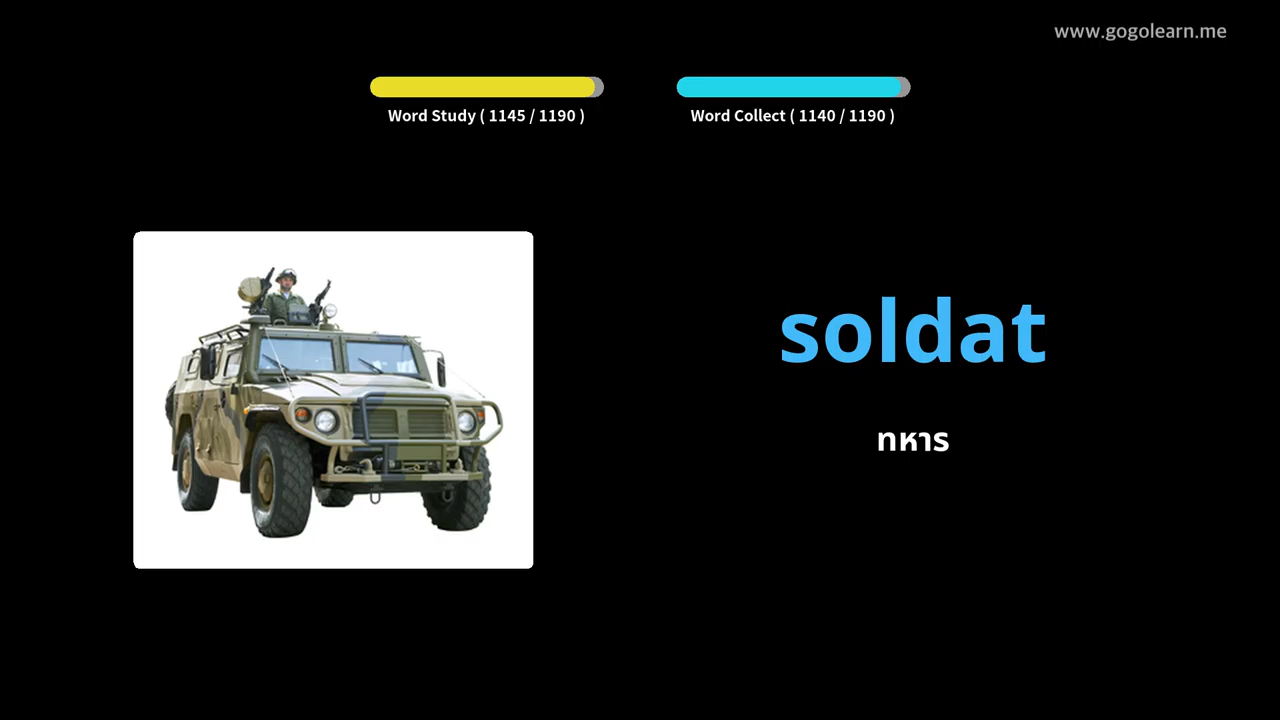 www.gogolearn.me
Word Study ( 1145 / 1190 )
Word Collect ( 1140 / 1190 )
soldat
ทหาร